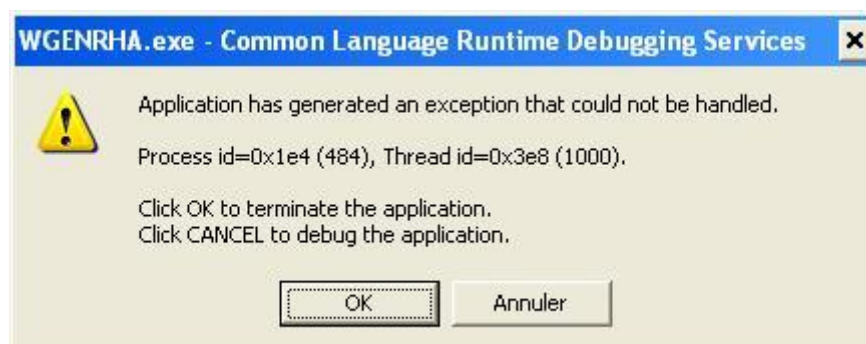 WGENRHA.exe - Common Language Runtime Debugging Services
Application has generated an exception that could not be handled.
Process id=0x1e4 (484), Thread id=0x3e8 (1000).
Click OK to terminate the application.
Click CANCEL to debug the application.
OK Annuler